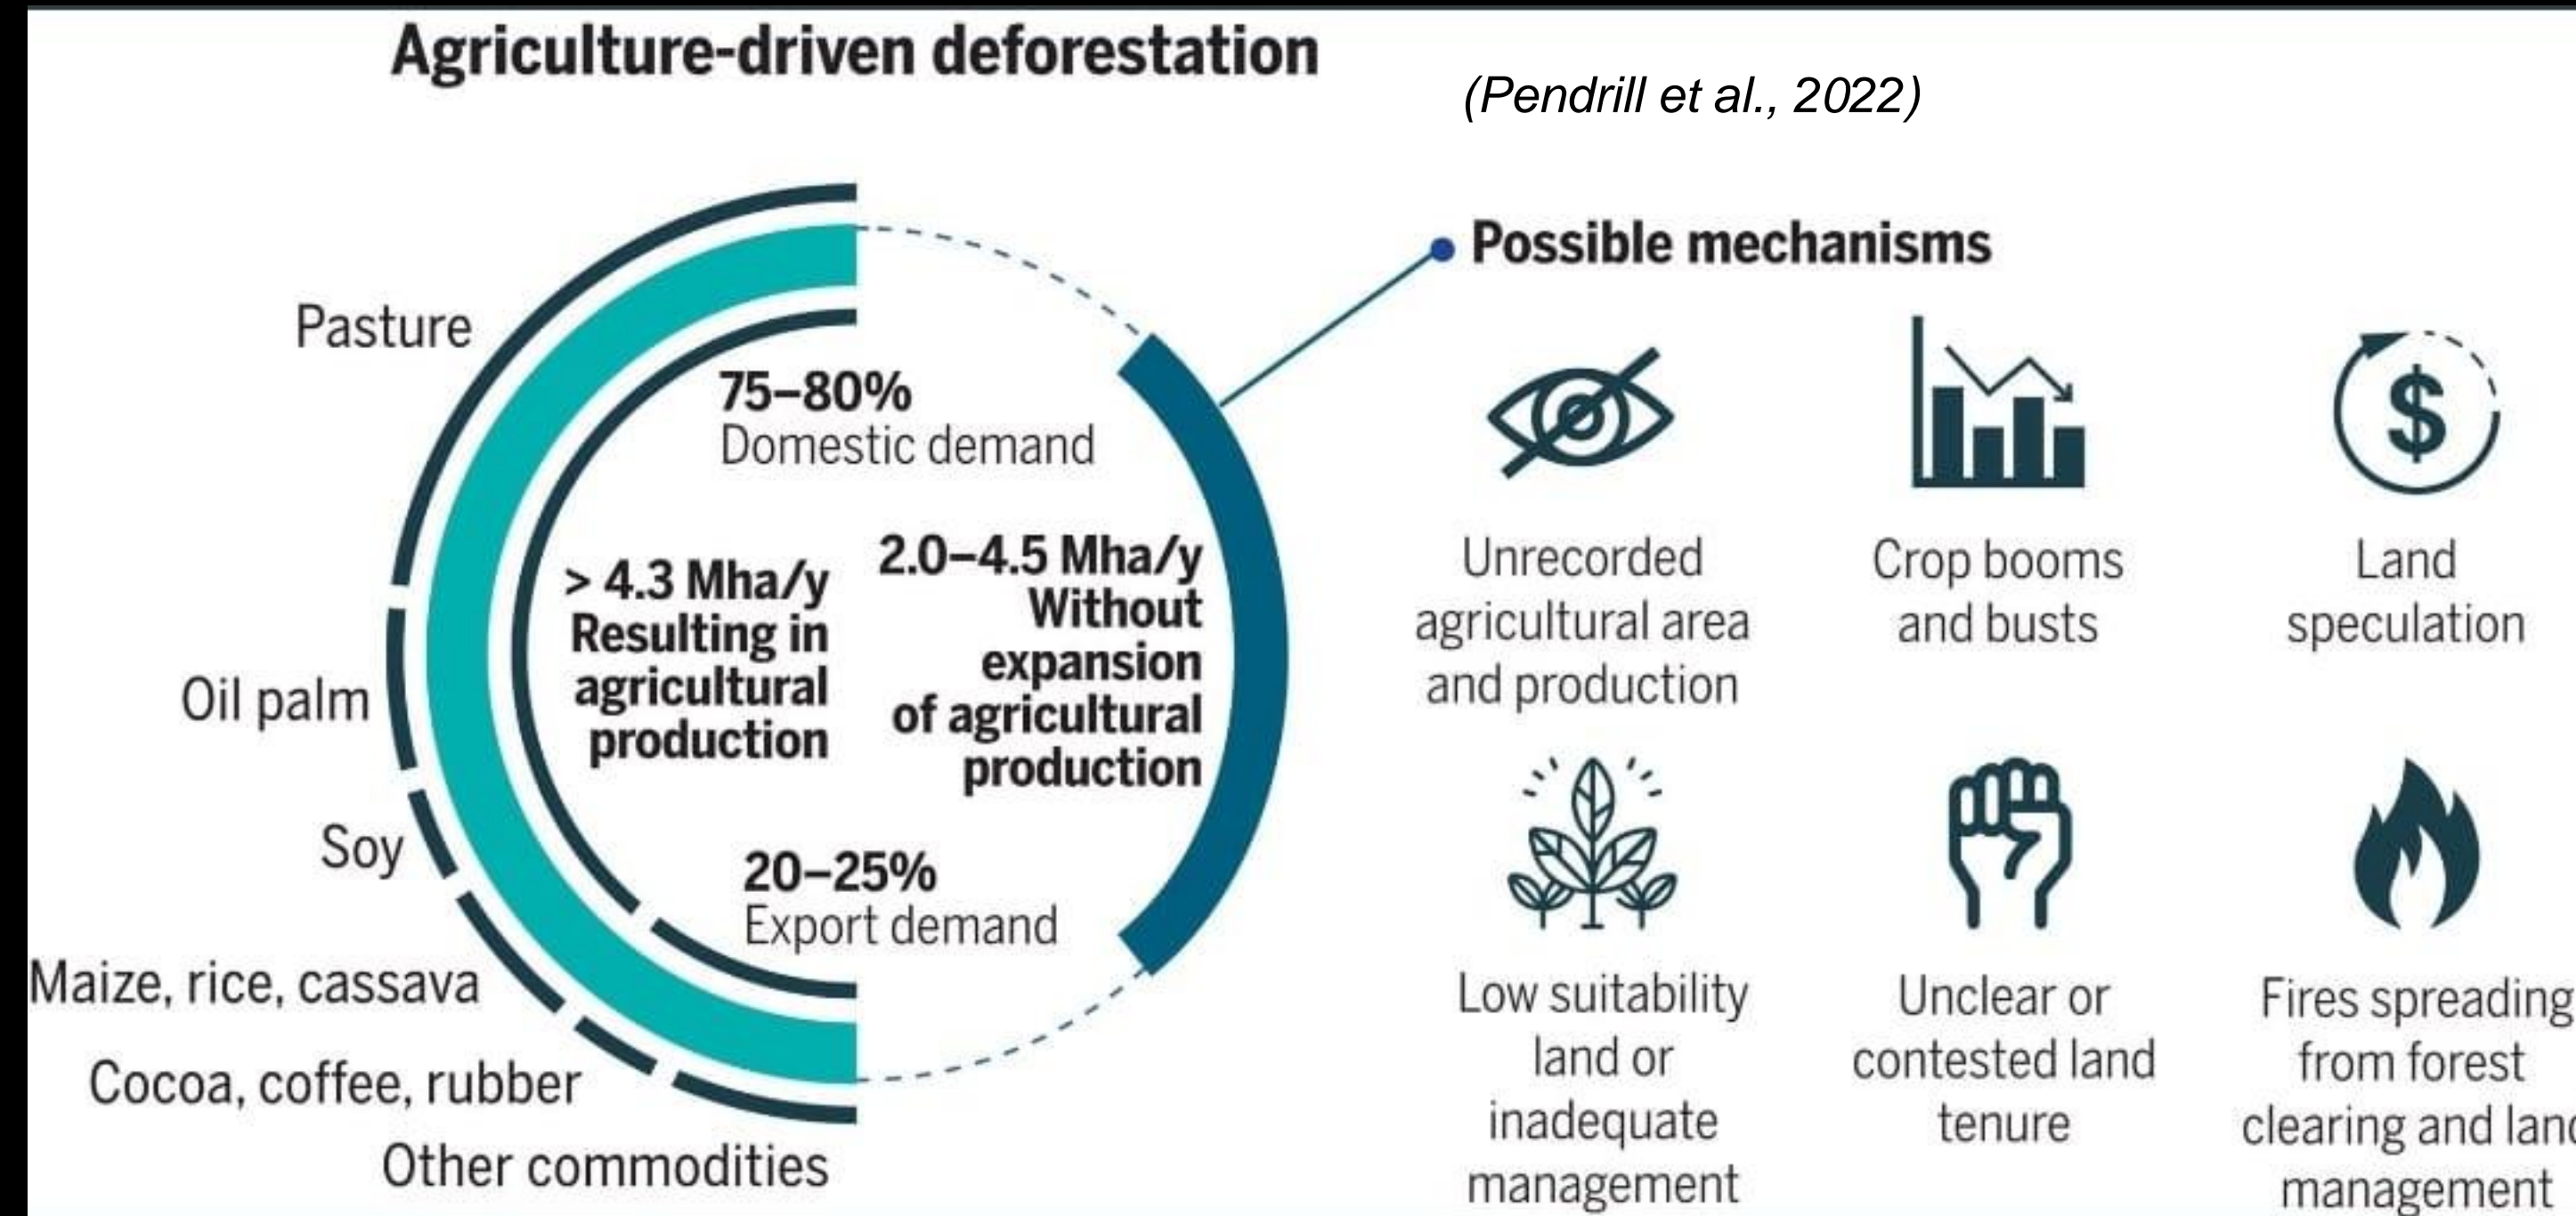 Agriculture-driven deforestation
(Pendrill et al., 2022)
Pasture
Oil palm
Soy
Maize, rice, cassava
Cocoa, coffee, rubber
Other commodities
75–80%
Domestic demand
> 4.3 Mha/y
Resulting in
agricultural
production
2.0–4.5 Mha/y
Without
expansion
of agricultural
production
20–25%
Export demand
Possible mechanisms
Unrecorded
agricultural area
and production
Crop booms
and busts
Land
speculation
Low suitability
land or
inadequate
management
Unclear or
contested land
tenure
Fires spreading
from forest
clearing and land
management